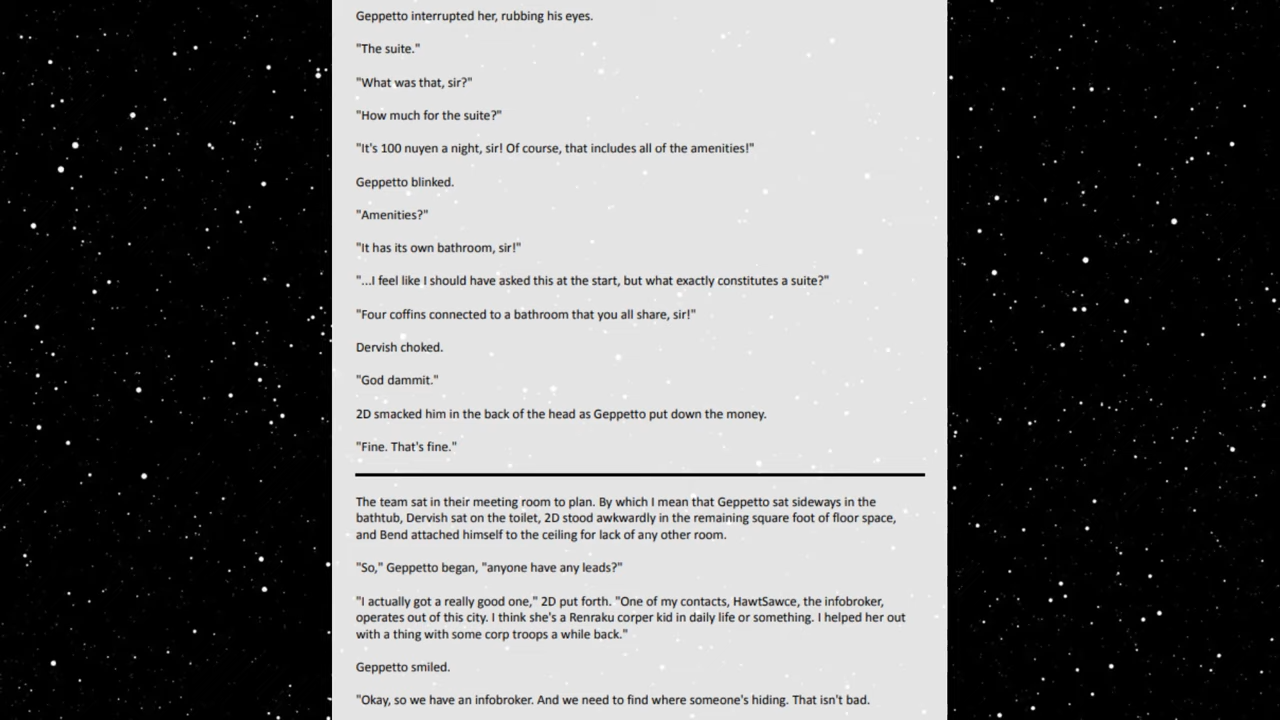 Geppetto interrupted her, rubbing his eyes.
"The suite."
"What was that, sir?"
"How much for the suite?"
"It's 100 nuyen a night, sir! Of course, that includes all of the amenities!"
Geppetto blinked.
"Amenities?"
"It has its own bathroom, sir!"
"...I feel like I should have asked this at the start, but what exactly constitutes a suite?"
"Four coffins connected to a bathroom that you all share, sir!"
Dervish choked.
"God dammit."
2D smacked him in the back of the head as Geppetto put down the money.
"Fine. That's fine."
The team sat in their meeting room to plan. By which I mean that Geppetto sat sideways in the
bathtub, Dervish sat on the toilet, 2D stood awkwardly in the remaining square foot of floor space,
and Bend attached himself to the ceiling for lack of any other room.
"So," Geppetto began, "anyone have any leads?"
"I actually got a really good one," 2D put forth. "One of my contacts, HawtSawce, the infobroker,
operates out of this city. I think she's a Renraku corper kid in daily life or something. I helped her out
with a thing with some corp troops a while back."
Geppetto smiled.
"Okay, so we have an infobroker. And we need to find where someone's hiding. That isn't bad.